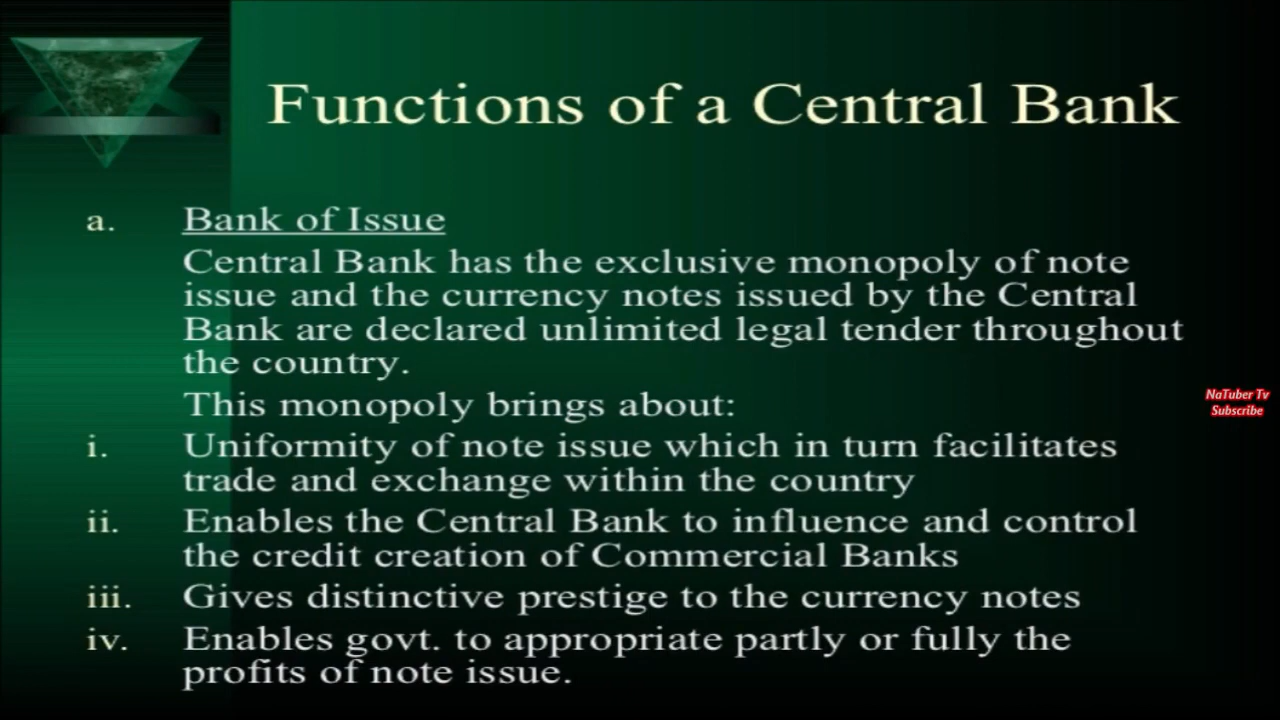 Functions of a Central Bank
a. Bank of Issue
Central Bank has the exclusive monopoly of note
issue and the currency notes issued by the Central
Bank are declared unlimited legal tender throughout
the country.
This monopoly brings about:
i. Uniformity of note issue which in turn facilitates
trade and exchange within the country
ii. Enables the Central Bank to influence and control
the credit creation of Commercial Banks
iii. Gives distinctive prestige to the currency notes
iv. Enables govt. to appropriate partly or fully the
profits of note issue.
NaTuber Tv
Subscribe